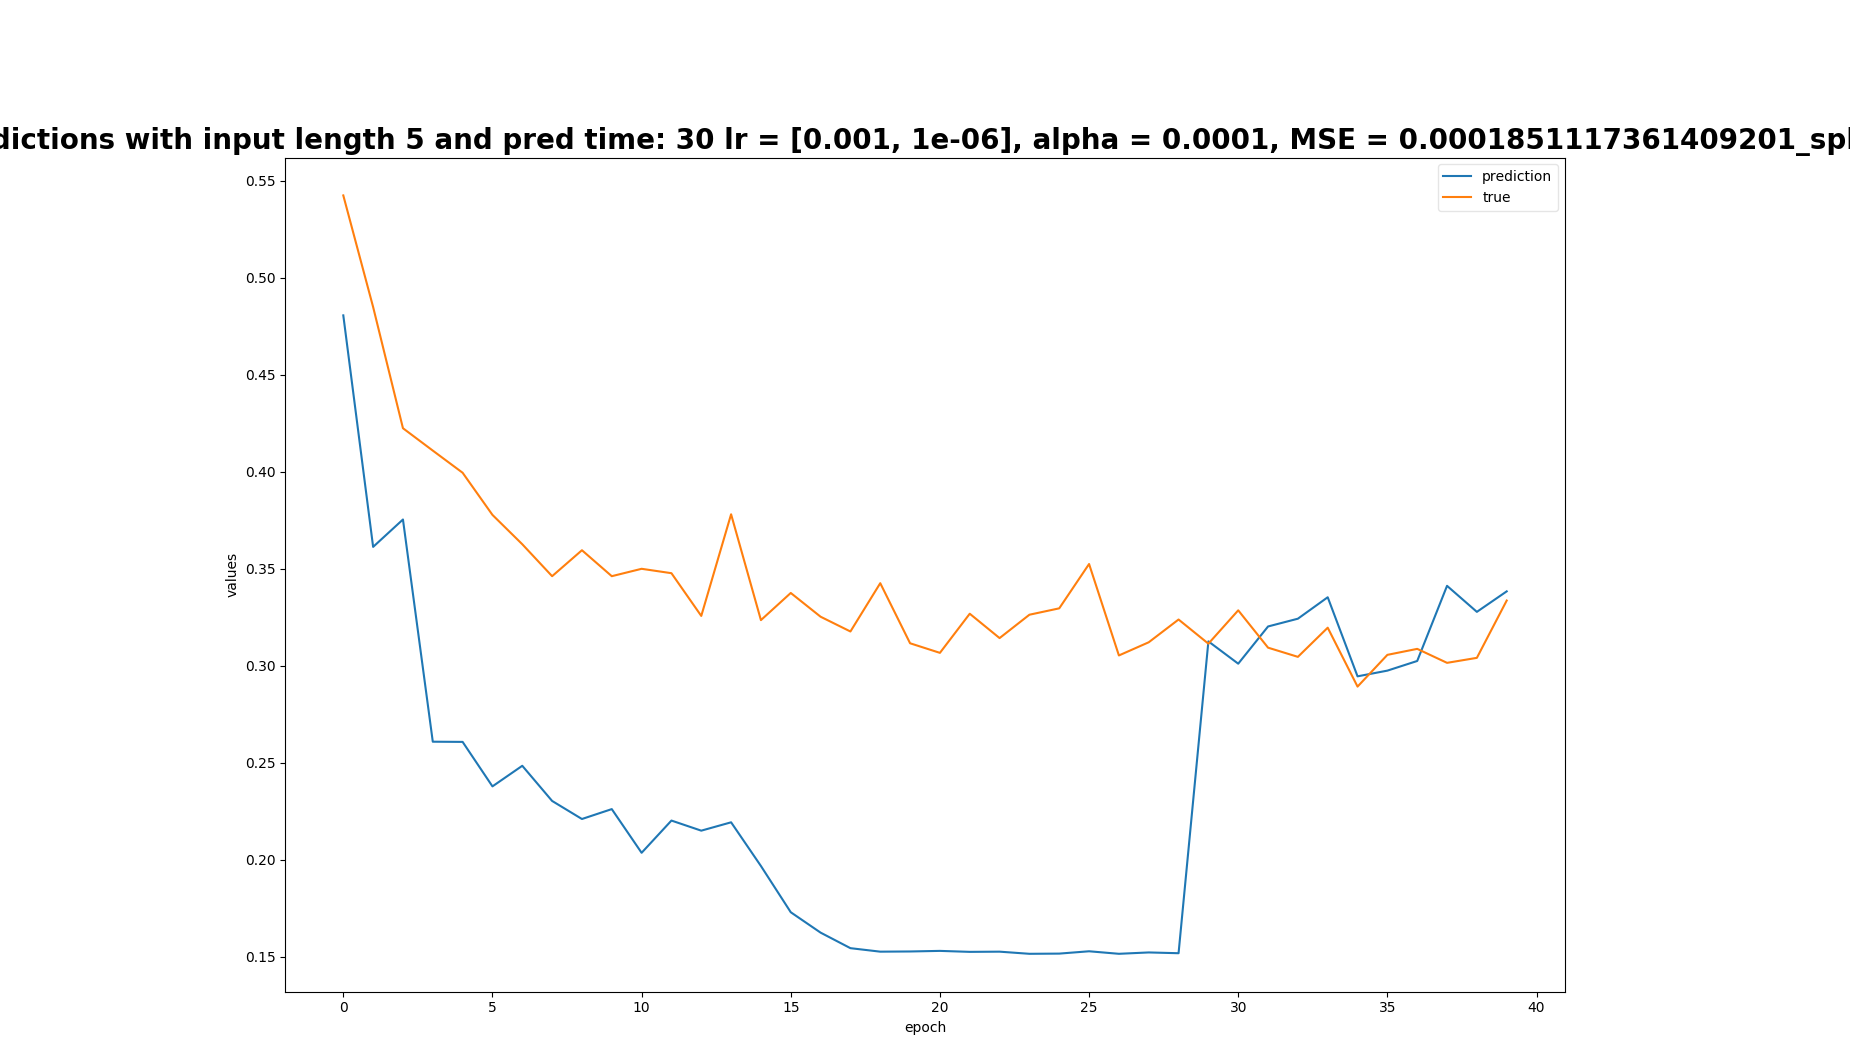 dictions with input length 5 and pred time: 30 lr = [0.001, 1e-06], alpha = 0.0001, MSE = 0.0001851117361409201_spl
prediction
true
0.55
0.50
0.45
0.40
0.35
0.30
0.25
0.20
0.15
values
0 5 10 15 20 25 30 35 40
epoch